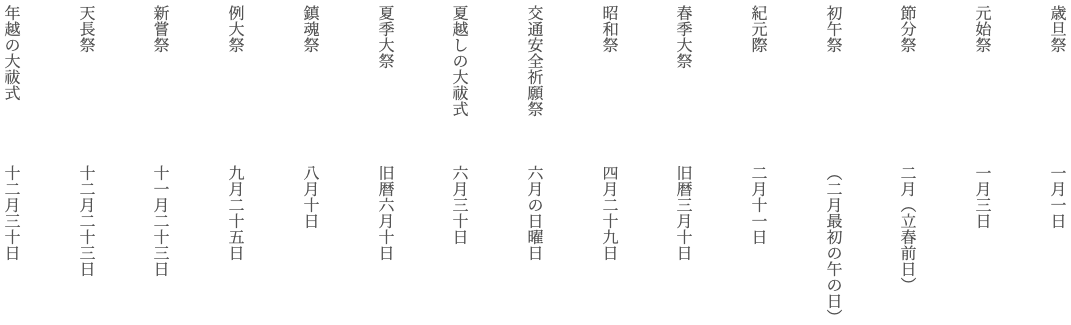 歳旦祭　一月一日
元始祭　一月三日
節分祭　二月（立春前日）
初午祭　（二月最初の午の日）
紀元際　二月十一日
春季大祭　旧暦三月十日
昭和祭　四月二十九日
交通安全祈願祭　六月の日曜日
夏越しの大祓式　六月三十日
夏季大祭　旧暦六月十日
鎮魂祭　八月十日
例大祭　九月二十五日
新嘗祭　十一月二十三日
天長祭　十二月二十三日
年越の大祓式　十二月三十日